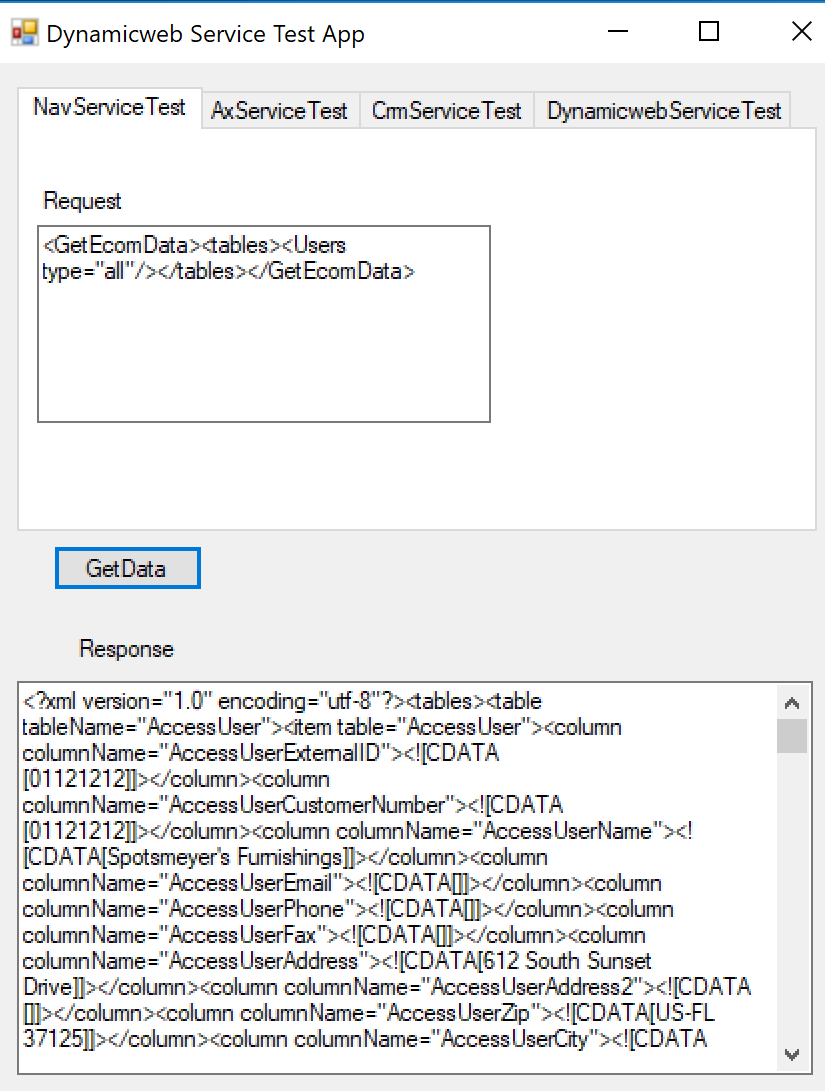 Dynamicweb Service Test App
NavServiceTest
AxServiceTest
CrmServiceTest
DynamicwebServiceTest
Request
<GetEcomData><tables><Users
type="all"/></tables></GetEcomData>
GetData
Response
<?xml version="1.0" encoding="utf-8"?><tables><table
tableName="AccessUser"><item table="AccessUser"><column
columnName="AccessUserExternalID"><![CDATA
[01121212]]></column><column
columnName="AccessUserCustomerNumber"><![CDATA
[01121212]]></column><column columnName="AccessUserName"><!
[CDATA[Spotsmeyer's Furnishings]]></column><column
columnName="AccessUserEmail"><![CDATA[]]></column><column
columnName="AccessUserPhone"><![CDATA[]]></column><column
columnName="AccessUserFax"><![CDATA[]]></column><column
columnName="AccessUserAddress"><![CDATA[612 South Sunset
Drive]]></column><column columnName="AccessUserAddress2"><![CDATA
[]]></column><column columnName="AccessUserZip"><![CDATA[US-FL
37125]]></column><column columnName="AccessUserCity"><![CDATA